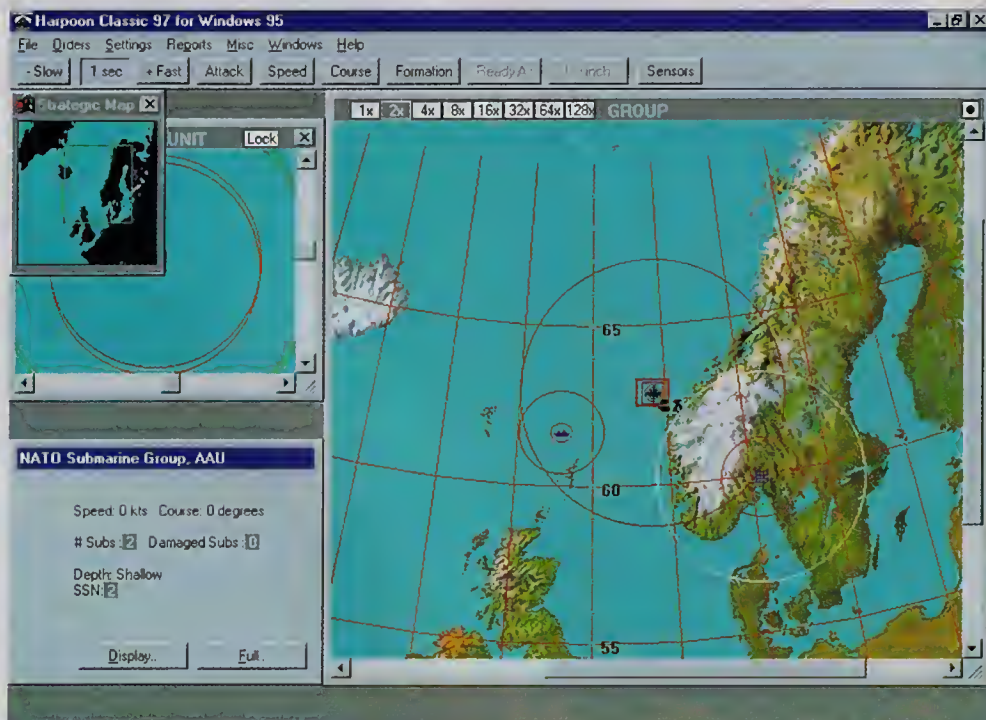 Harpoon Classic 97 for Windows 95
File Orders Settings Reports Misc Windows Help
- Slow 1 sec + Fast Attack Speed Course Formation Sensors
Strategic Map
UNIT Lock
1x 2x 4x 8x 16x 32x 64x 128x GROUP
65
60
55
NATO Submarine Group, AAU
Speed: 0 kts Course: 0 degrees
# Subs : 2 Damaged Subs : 0
Depth: Shallow
SSN: 2
Display.. Full..